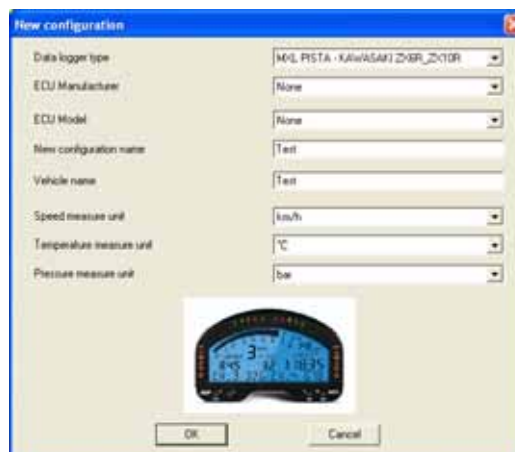 New configuration
Data logger type
MXL PISTA - KAWASAKI ZX6R_ZX10R
ECU Manufacturer
None
ECU Model
None
New configuration name
Test
Vehicle name
Test
Speed measure unit
km/h
Temperature measure unit
°C
Pressure measure unit
bar
3
OK
Cancel